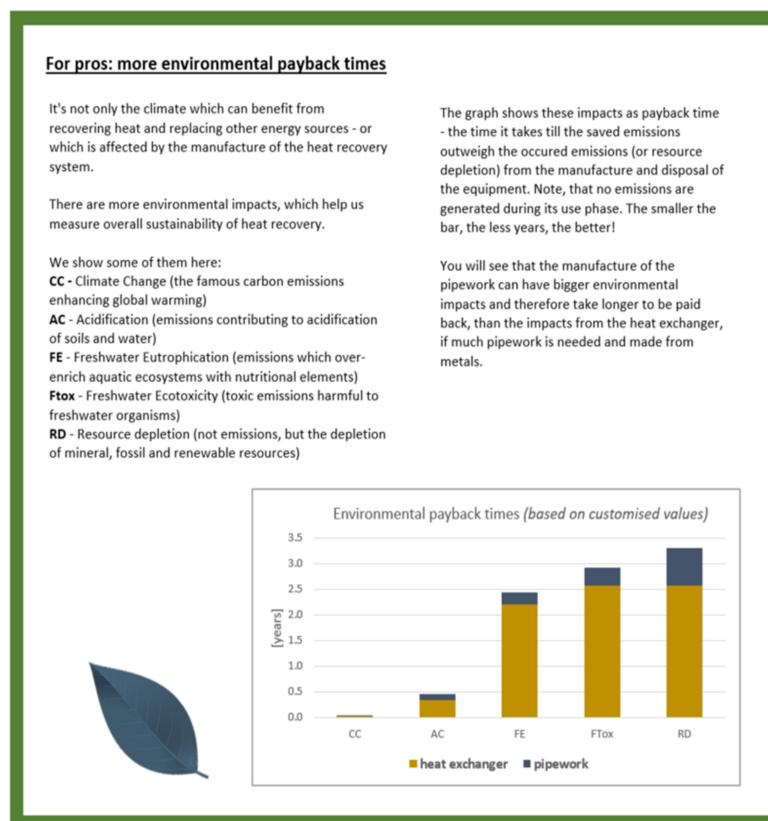 For pros: more environmental payback times
It's not only the climate which can benefit from
recovering heat and replacing other energy sources - or
which is affected by the manufacture of the heat recovery
system.
There are more environmental impacts, which help us
measure overall sustainability of heat recovery.
We show some of them here:
CC - Climate Change (the famous carbon emissions
enhancing global warming)
AC - Acidification (emissions contributing to acidification
of soils and water)
FE - Freshwater Eutrophication (emissions which over-
enrich aquatic ecosystems with nutritional elements)
Ftox - Freshwater Ecotoxicity (toxic emissions harmful to
freshwater organisms)
RD - Resource depletion (not emissions, but the depletion
of mineral, fossil and renewable resources)
The graph shows these impacts as payback time
- the time it takes till the saved emissions
outweigh the occured emissions (or resource
depletion) from the manufacture and disposal of
the equipment. Note, that no emissions are
generated during its use phase. The smaller the
bar, the less years, the better!
You will see that the manufacture of the
pipework can have bigger environmental
impacts and therefore take longer to be paid
back, than the impacts from the heat exchanger,
if much pipework is needed and made from
metals.
Environmental payback times (based on customised values)
[years]
3.5
3.0
2.5
2.0
1.5
1.0
0.5
0.0
CC AC FE FTox RD
heat exchanger pipework